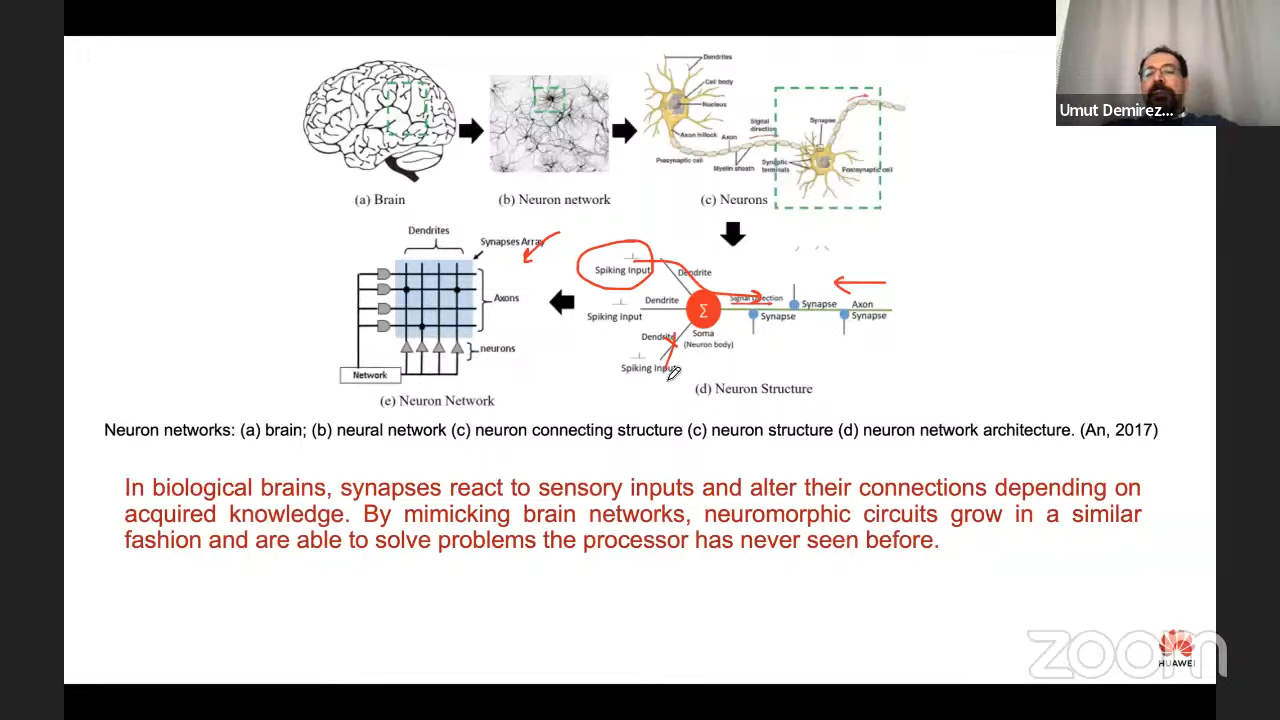 Umut Demirez...
Dendrites
Cell body
Nucleus
Axon hillock
Axon
Signal
direction
Synapse
Presynaptic cell
Myelin sheath
Synaptic
terminals
Postsynaptic cell
(a) Brain
(b) Neuron network
(c) Neurons
Dendrites
Synapses Array
Axons
neurons
Network
(e) Neuron Network
Spiking Input
Dendrite
Spiking Input
Dendrite
Σ
Signal Direction
Synapse
Axon
Synapse
Synapse
Dendrite
Soma
(Neuron body)
Spiking Input
(d) Neuron Structure
Neuron networks: (a) brain; (b) neural network (c) neuron connecting structure (c) neuron structure (d) neuron network architecture. (An, 2017)
In biological brains, synapses react to sensory inputs and alter their connections depending on
acquired knowledge. By mimicking brain networks, neuromorphic circuits grow in a similar
fashion and are able to solve problems the processor has never seen before.
zoom
HUAWEI